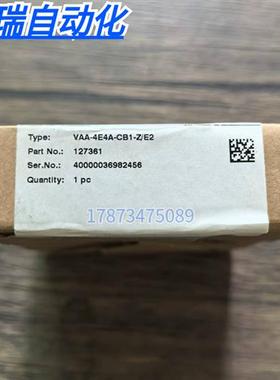 瑞自动化
Type: VAA-4E4A-CB1-Z/E2
Part No.: 127361
Ser.No.: 40000036982456
Quantity: 1 pc
17873475089